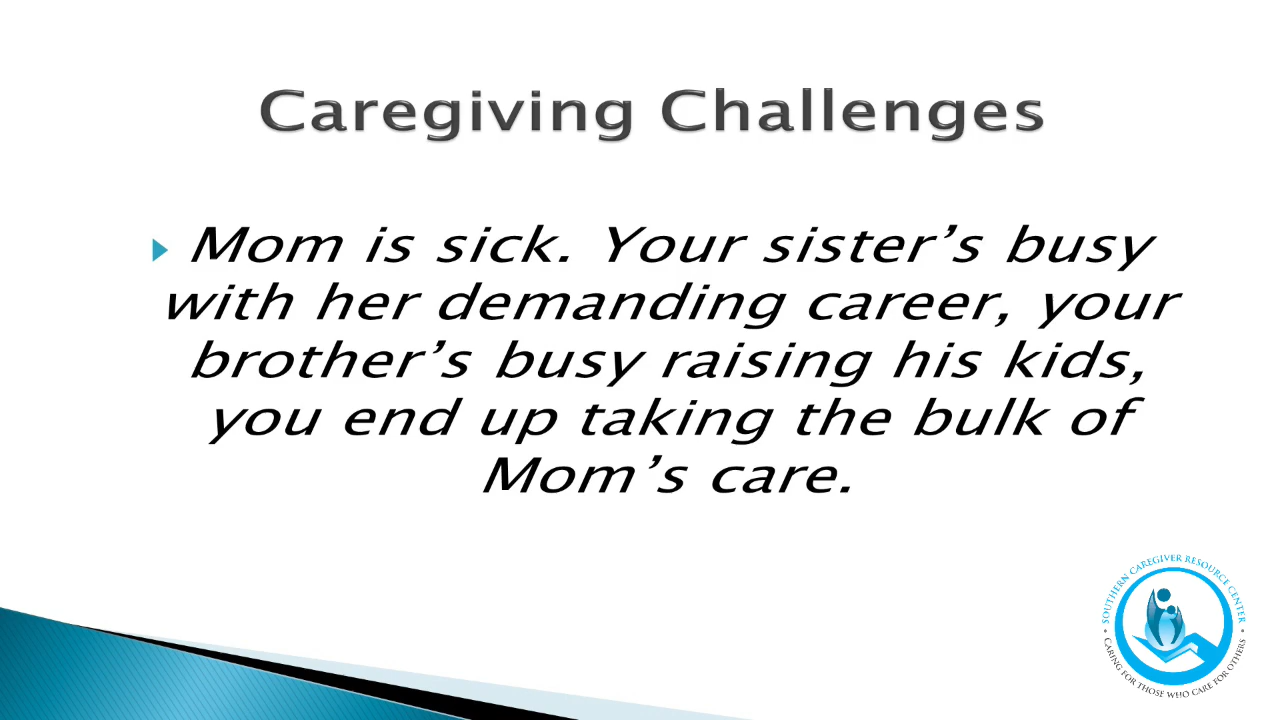 Caregiving Challenges
Mom is sick. Your sister’s busy
with her demanding career, your
brother’s busy raising his kids,
you end up taking the bulk of
Mom’s care.
SOUTHERN CAREGIVER RESOURCE CENTER
• CARING FOR THOSE WHO CARE FOR OTHERS •